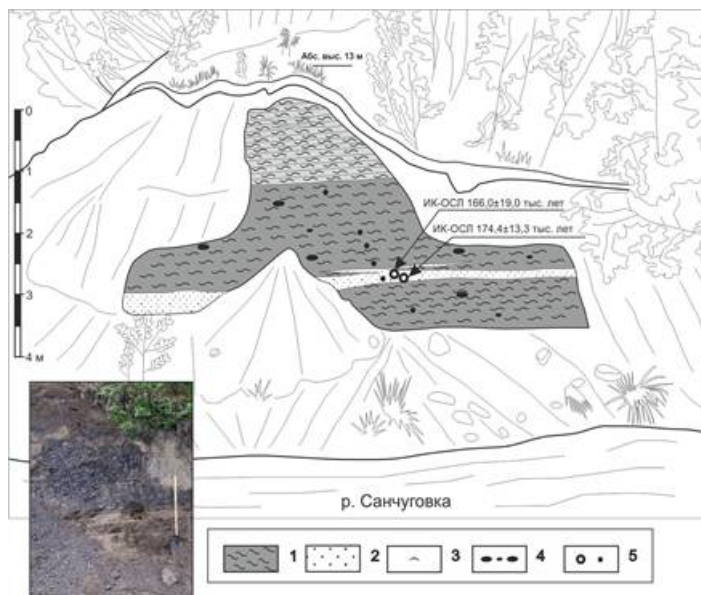 Абс. выс. 13 м
0
1
2
3
4 м
ИК-ОСЛ 166,0±19,0 тыс. лет
ИК-ОСЛ 174,4±13,3 тыс. лет
р. Санчуговка
1 2 3 4 5